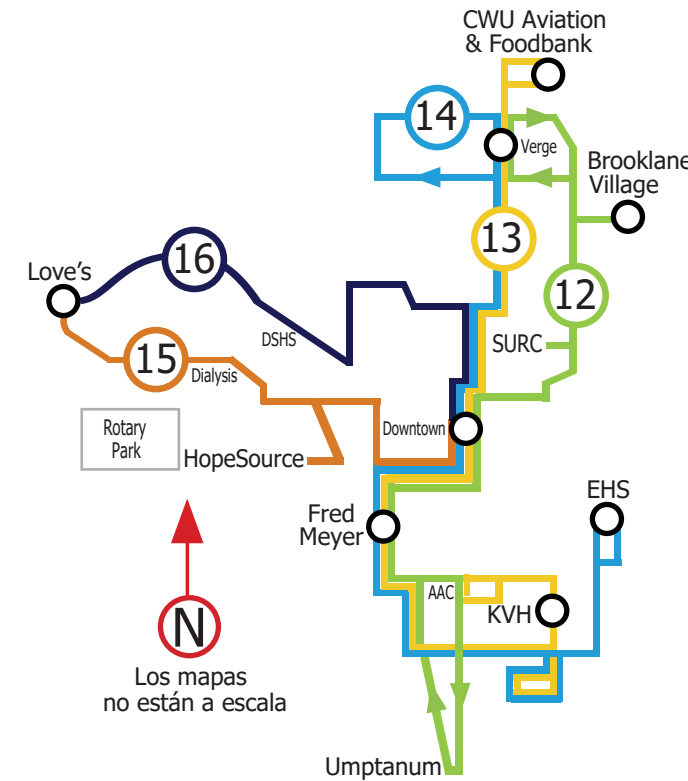 CWU Aviation
& Foodbank
14
Verge
Brooklane
Village
13
16
Love's
12
DSHS
SURC
15
Dialysis
Rotary
Park
Downtown
HopeSource
EHS
Fred
Meyer
AAC
KVH
N
Los mapas
no están a escala
Umptanum